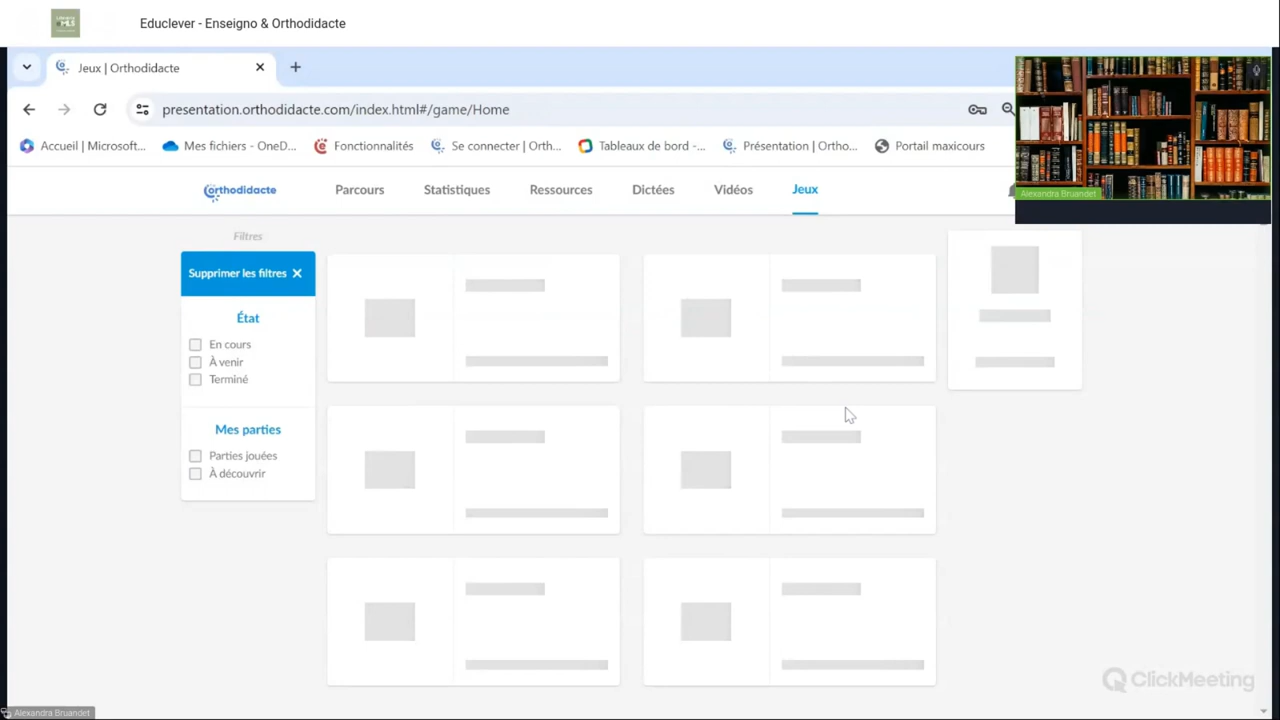 Educlever - Enseigno & Orthodidacte
Jeux | Orthodidacte
presentation.orthodidacte.com/index.html#/game/Home
Accueil | Microsoft... Mes fichiers - OneD... Fonctionnalités Se connecter | Orth... Tableaux de bord -... Présentation | Ortho... Portail maxicours
orthodidacte Parcours Statistiques Ressources Dictées Vidéos Jeux
Alexandra Bruandet
Filtres
Supprimer les filtres
État
En cours
À venir
Terminé
Mes parties
Parties jouées
À découvrir
ClickMeeting
Alexandra Bruandet